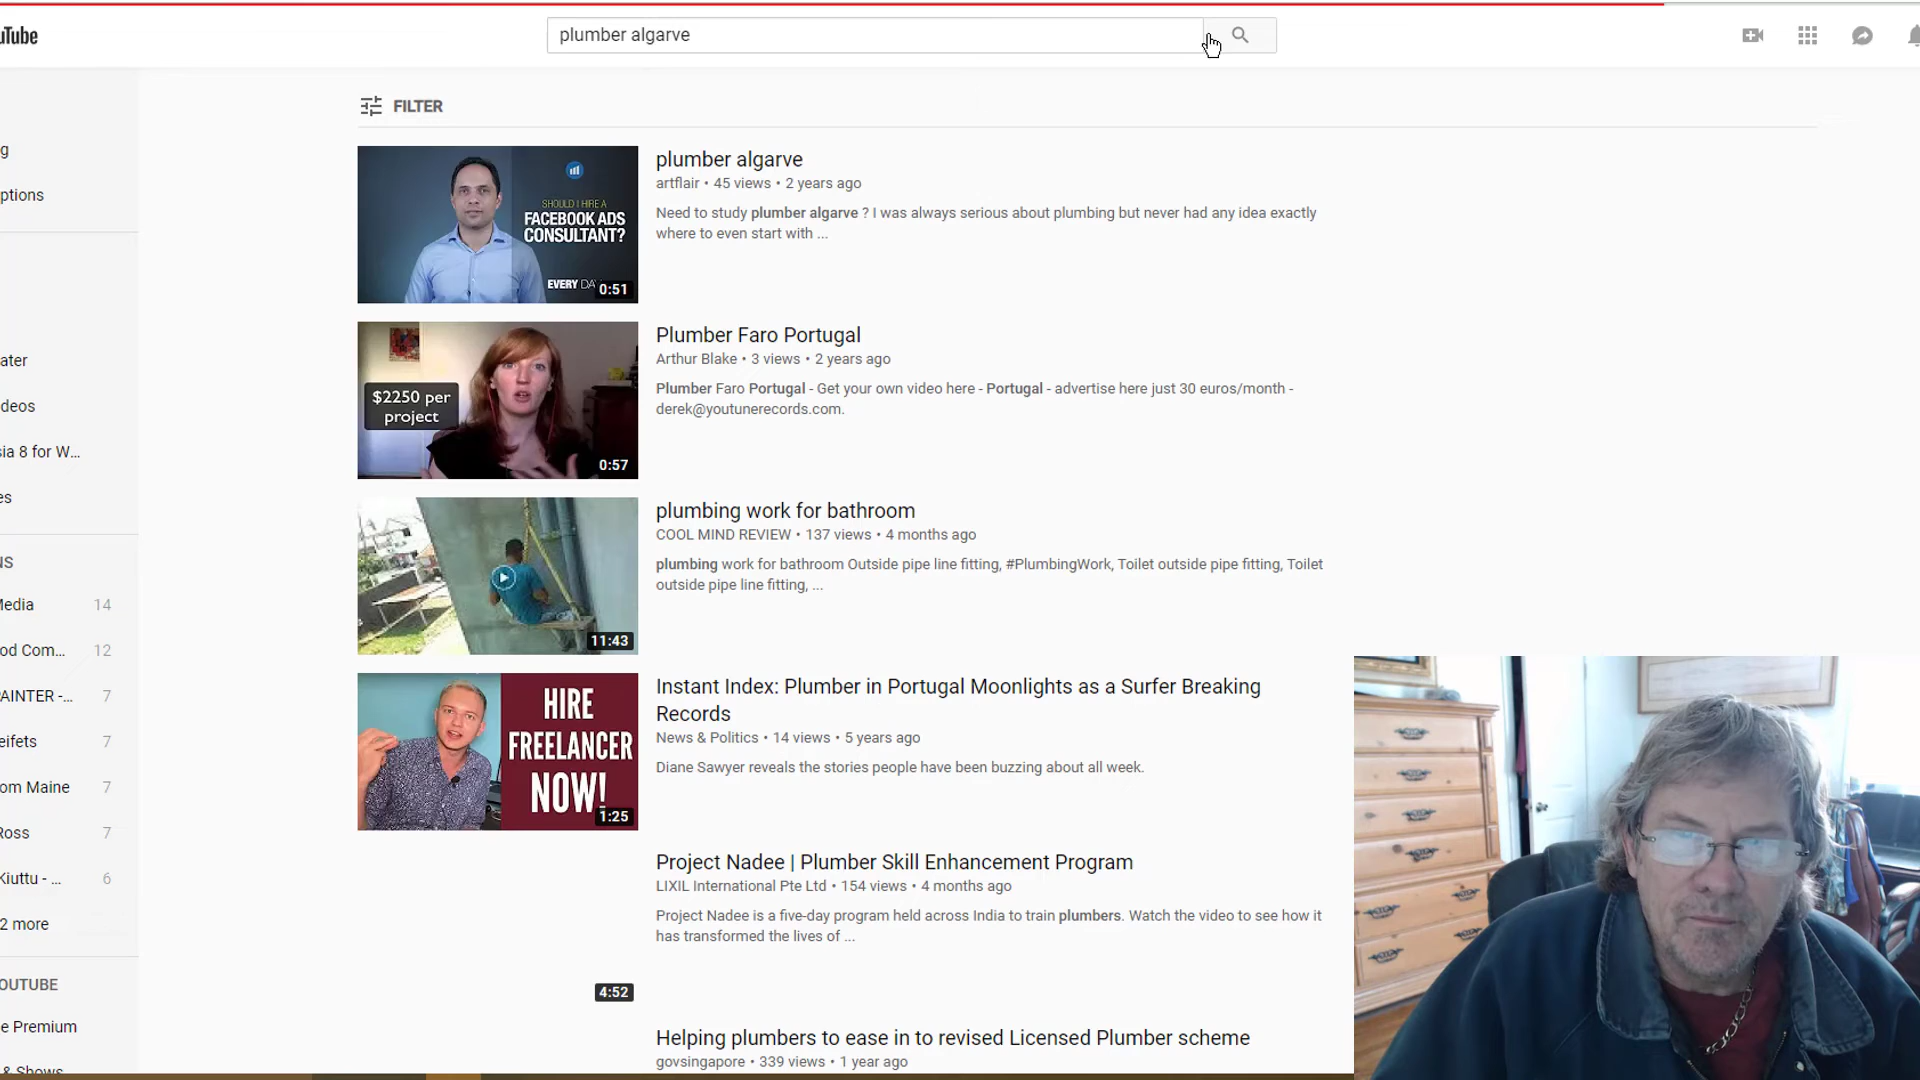 uTube
plumber algarve
FILTER
g
ptions
ater
deos
sia 8 for W...
es
NS
Media 14
od Com... 12
PAINTER -... 7
eifets 7
om Maine 7
Ross 7
Kiuttu - ... 6
2 more
OUTUBE
e Premium
& Shows
SHOULD I HIRE A
FACEBOOK ADS
CONSULTANT?
EVERY DA
0:51
plumber algarve
artflair • 45 views • 2 years ago
Need to study plumber algarve ? I was always serious about plumbing but never had any idea exactly
where to even start with ...
$2250 per
project
0:57
Plumber Faro Portugal
Arthur Blake • 3 views • 2 years ago
Plumber Faro Portugal - Get your own video here - Portugal - advertise here just 30 euros/month -
derek@youtunerecords.com.
11:43
plumbing work for bathroom
COOL MIND REVIEW • 137 views • 4 months ago
plumbing work for bathroom Outside pipe line fitting, #PlumbingWork, Toilet outside pipe fitting, Toilet
outside pipe line fitting, ...
HIRE
FREELANCER
NOW!
1:25
Instant Index: Plumber in Portugal Moonlights as a Surfer Breaking
Records
News & Politics • 14 views • 5 years ago
Diane Sawyer reveals the stories people have been buzzing about all week.
4:52
Project Nadee | Plumber Skill Enhancement Program
LIXIL International Pte Ltd • 154 views • 4 months ago
Project Nadee is a five-day program held across India to train plumbers. Watch the video to see how it
has transformed the lives of ...
Helping plumbers to ease in to revised Licensed Plumber scheme
govsingapore • 339 views • 1 year ago